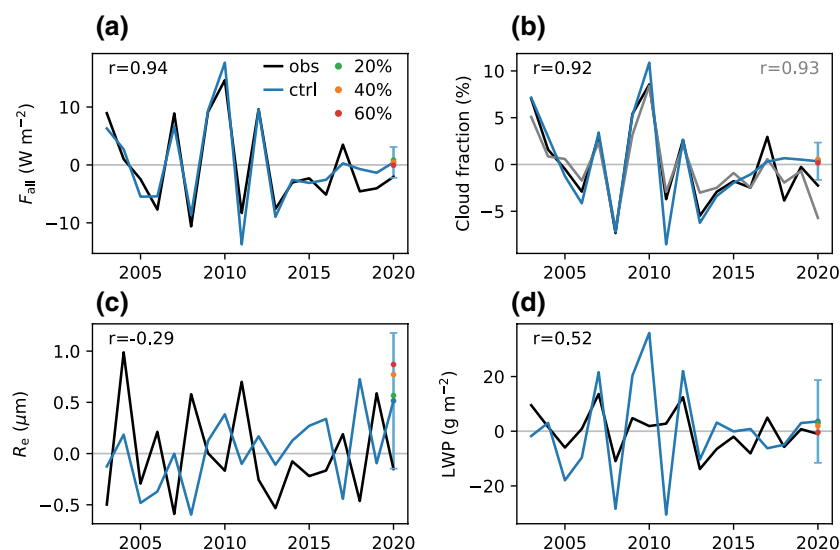 (a)
r=0.94
obs
ctrl
20%
40%
60%
F_all (W m⁻²)
10
0
−10
2005 2010 2015 2020
(b)
r=0.92
r=0.93
Cloud fraction (%)
10
5
0
−5
2005 2010 2015 2020
(c)
r=-0.29
R_e (μm)
1.0
0.5
0.0
−0.5
2005 2010 2015 2020
(d)
r=0.52
LWP (g m⁻²)
20
0
−20
2005 2010 2015 2020